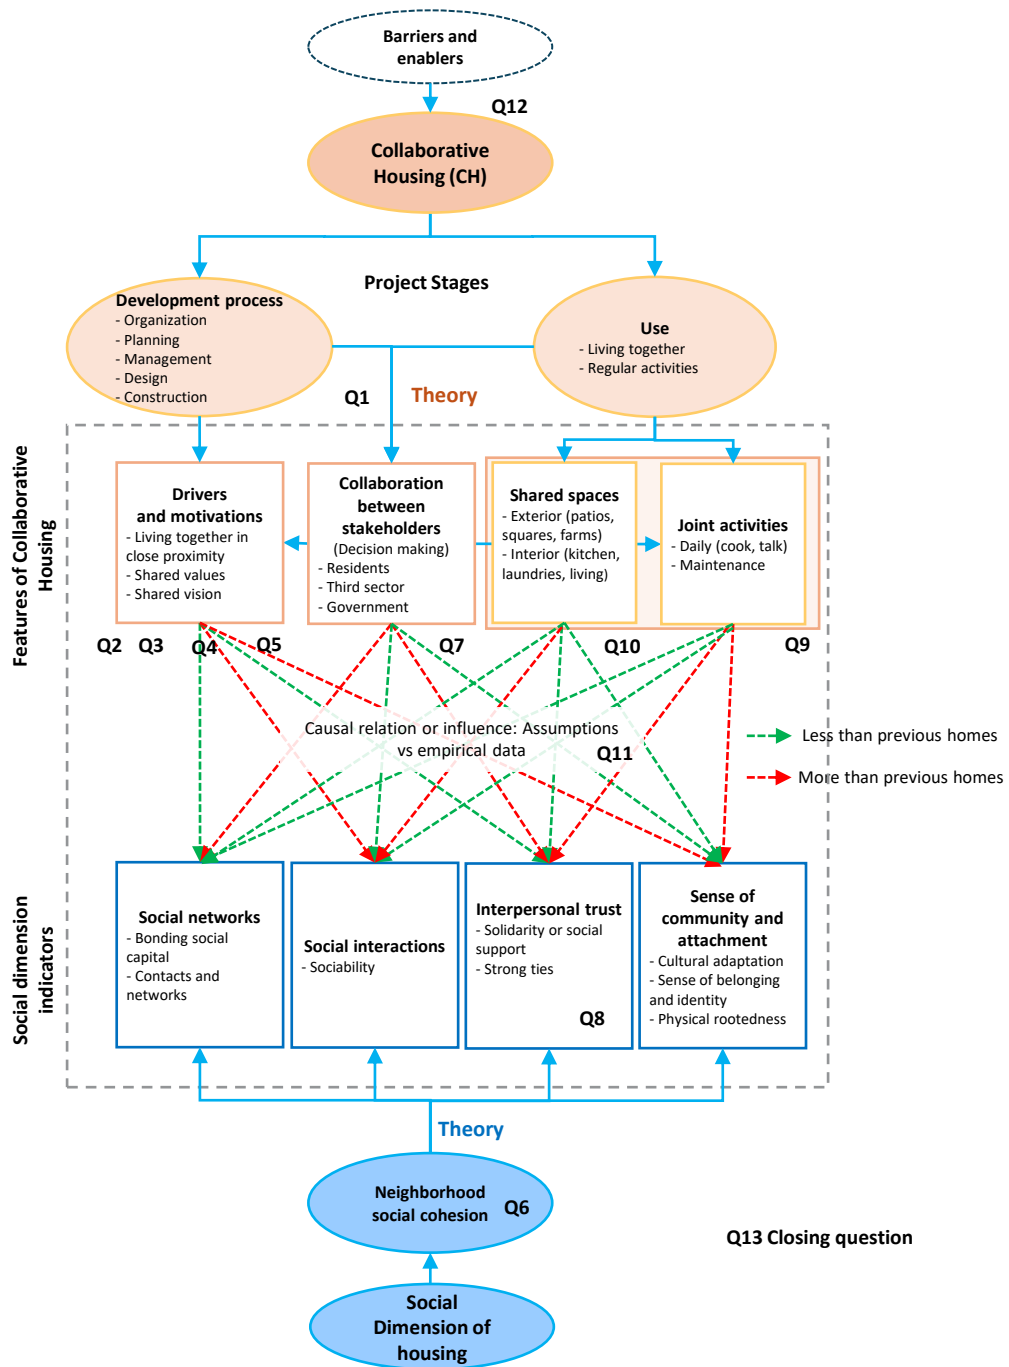 Barriers and
enablers
Q12
Collaborative
Housing (CH)
Project Stages
Development process
- Organization
- Planning
- Management
- Design
- Construction
Use
- Living together
- Regular activities
Q1
Theory
Features of Collaborative
Housing
Drivers
and motivations
- Living together in
close proximity
- Shared values
- Shared vision
Collaboration
between
stakeholders
(Decision making)
- Residents
- Third sector
- Government
Shared spaces
- Exterior (patios,
squares, farms)
- Interior (kitchen,
laundries, living)
Joint activities
- Daily (cook, talk)
- Maintenance
Q2
Q3
Q4
Q5
Q7
Q10
Q9
Causal relation or influence: Assumptions
vs empirical data
Q11
Less than previous homes
More than previous homes
Social dimension
indicators
Social networks
- Bonding social
capital
- Contacts and
networks
Social interactions
- Sociability
Interpersonal trust
- Solidarity or social
support
- Strong ties
Q8
Sense of
community and
attachment
- Cultural adaptation
- Sense of belonging
and identity
- Physical rootedness
Theory
Neighborhood
social cohesion
Q6
Q13 Closing question
Social
Dimension of
housing